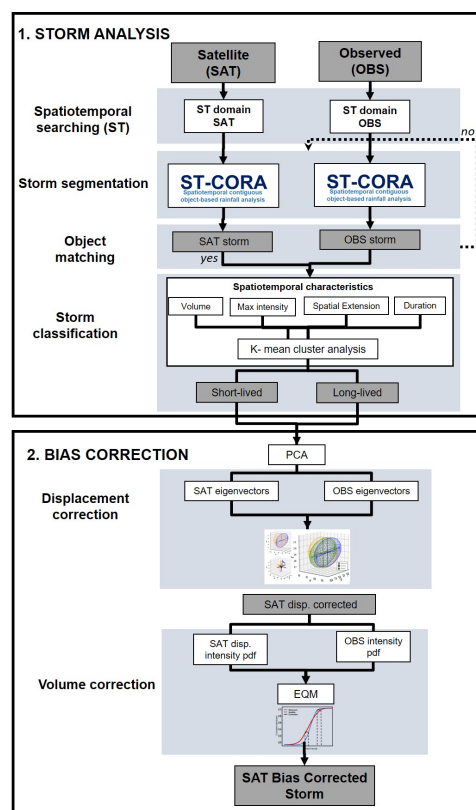 1. STORM ANALYSIS
Satellite
(SAT)
Observed
(OBS)
Spatiotemporal
searching (ST)
ST domain
SAT
ST domain
OBS
no
Storm segmentation
ST-CORA
Spatiotemporal contiguous
object-based rainfall analysis
ST-CORA
Spatiotemporal contiguous
object-based rainfall analysis
Object
matching
SAT storm
OBS storm
yes
Storm
classification
Spatiotemporal characteristics
Volume
Max intensity
Spatial Extension
Duration
K- mean cluster analysis
Short-lived
Long-lived
2. BIAS CORRECTION
PCA
Displacement
correction
SAT eigenvectors
OBS eigenvectors
SAT disp. corrected
Volume correction
SAT disp.
intensity pdf
OBS intensity
pdf
EQM
SAT Bias Corrected
Storm